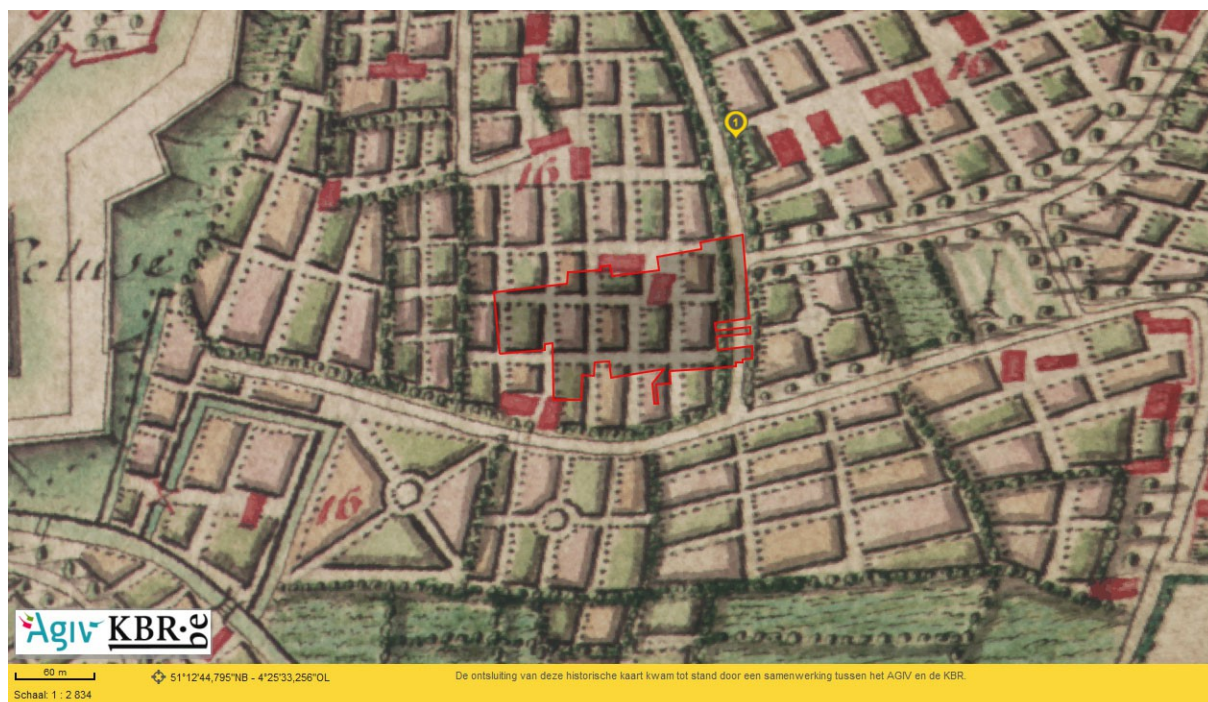 1
16
16
16
Agiv KBR.be
60 m
51°12'44,795"NB - 4°25'33,256"OL
De ontsluiting van deze historische kaart kwam tot stand door een samenwerking tussen het AGIV en de KBR.
Schaal: 1 : 2 834